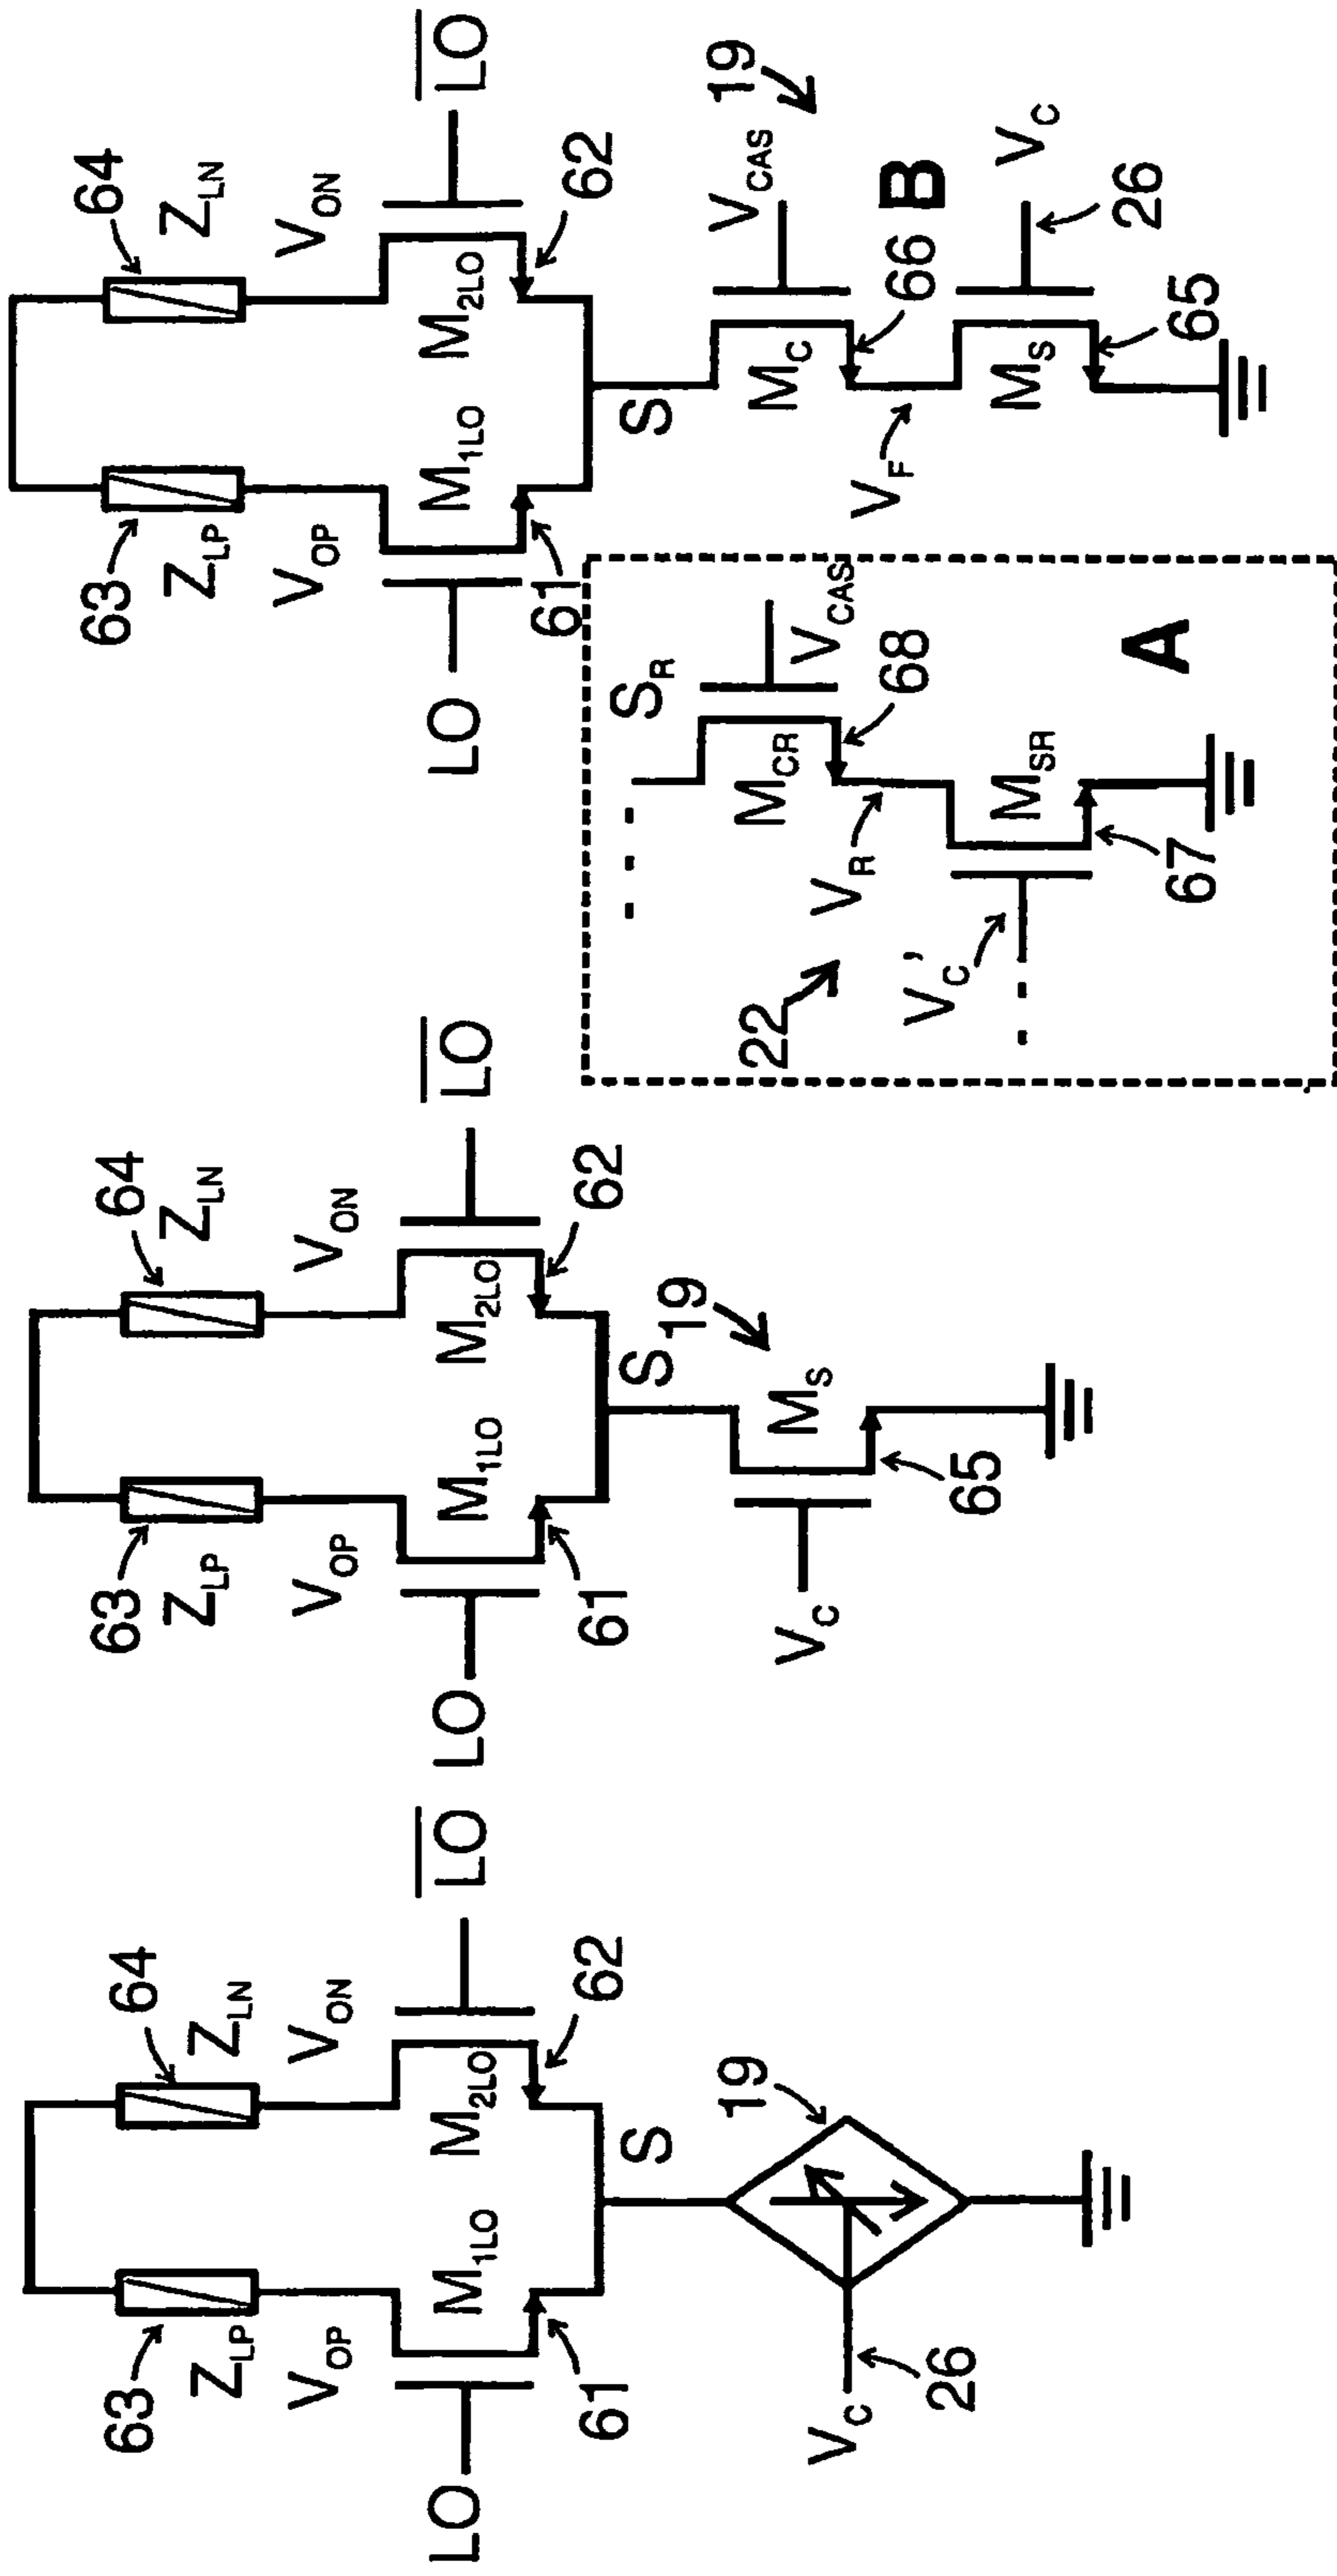 63
64
Z_LP
Z_LN
V_OP
V_ON
LO
M_1LO
M_2LO
L̅O̅
61
62
S
19
V_C
26
63
64
Z_LP
Z_LN
V_OP
V_ON
LO
M_1LO
M_2LO
L̅O̅
61
62
S
19
V_C
M_S
65
63
64
Z_LP
Z_LN
V_OP
V_ON
LO
M_1LO
M_2LO
L̅O̅
61
62
S
19
V_CAS
M_C
B
66
V_F
M_S
V_C
26
65
S_R
V_CAS
M_CR
68
22
V_R
V_C'
M_SR
67
A